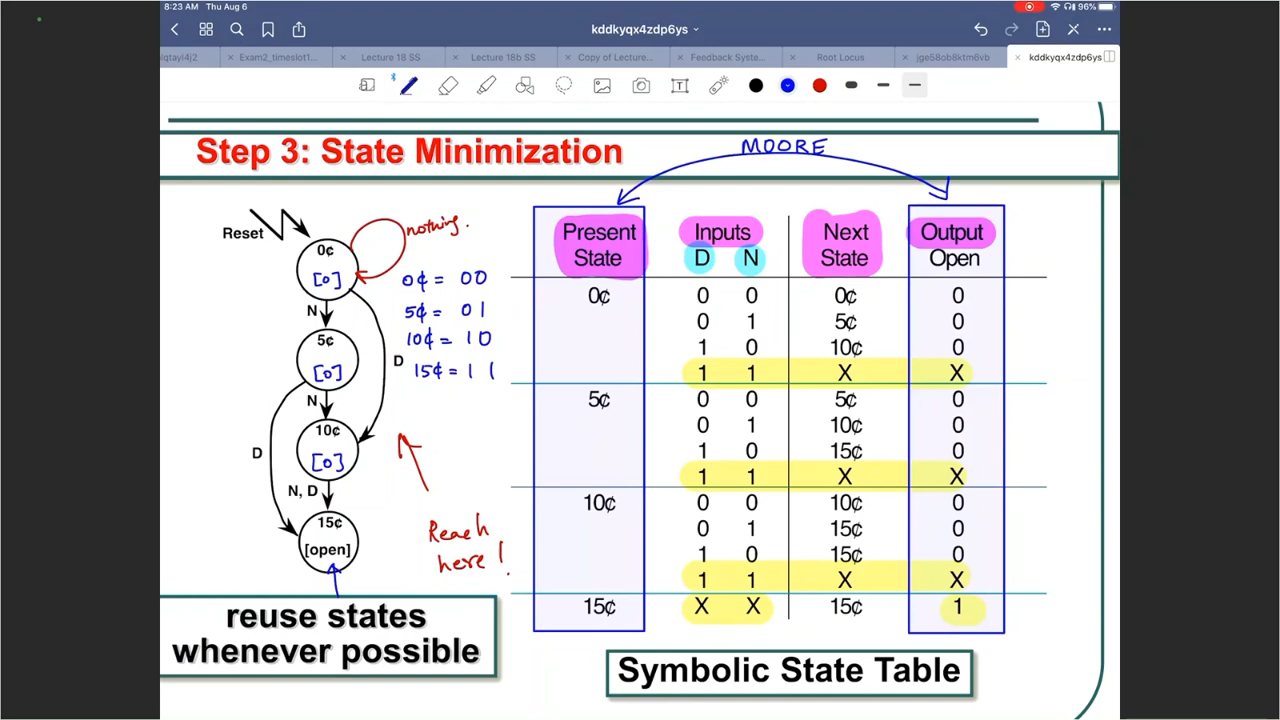 8:23 AM Thu Aug 6
96%
kddkyqx4zdp6ys
lqtayl4j2
Exam2_timeslot1...
Lecture 18 SS
Lecture 18b SS
Copy of Lecture...
Feedback Syste...
Root Locus
jge58ob8ktm6vb
kddkyqx4zdp6ys
T
Step 3: State Minimization
MOORE
Reset
nothing.
0¢
[0]
N
5¢
[0]
N
D
10¢
[0]
D
N, D
15¢
[open]
0¢ = 00
5¢ = 01
10¢ = 10
15¢ = 11
Reach
here !
reuse states
whenever possible
Present State Inputs Next State Output
D N Open
0¢ 0 0 0¢ 0
0 1 5¢ 0
1 0 10¢ 0
1 1 X X
5¢ 0 0 5¢ 0
0 1 10¢ 0
1 0 15¢ 0
1 1 X X
10¢ 0 0 10¢ 0
0 1 15¢ 0
1 0 15¢ 0
1 1 X X
15¢ X X 15¢ 1
Symbolic State Table